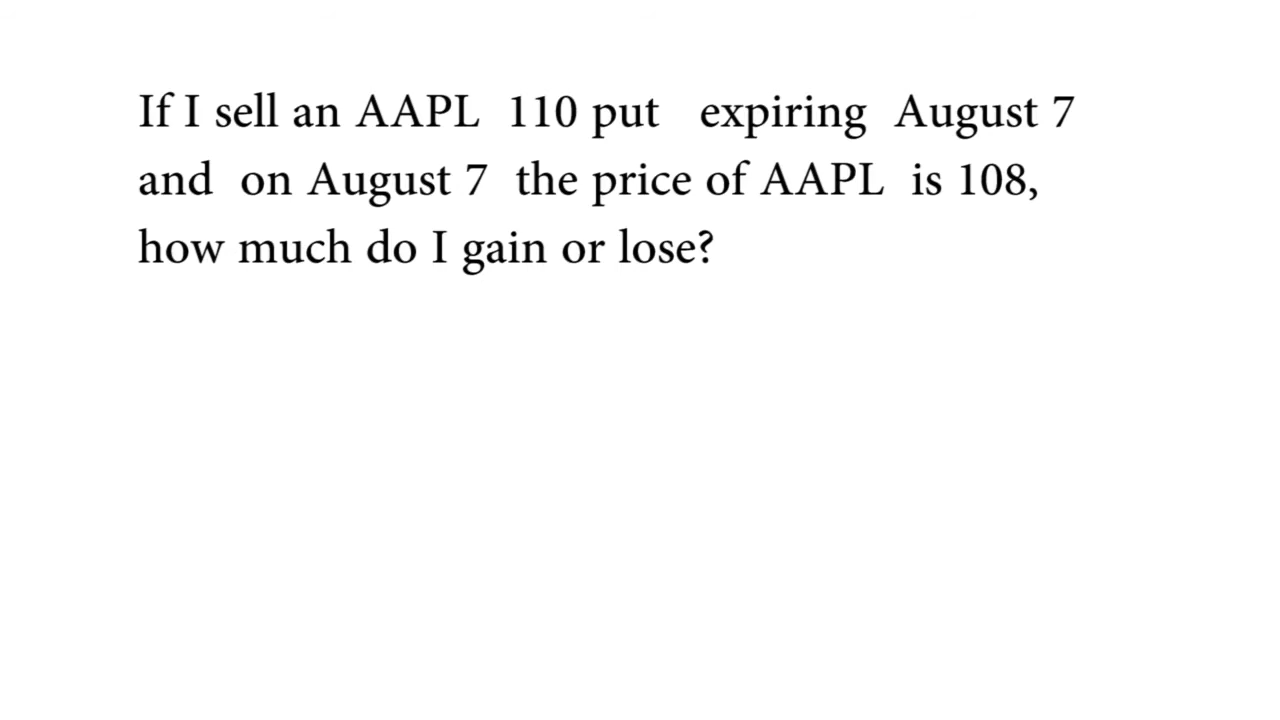 If I sell an AAPL 110 put expiring August 7
and on August 7 the price of AAPL is 108,
how much do I gain or lose?